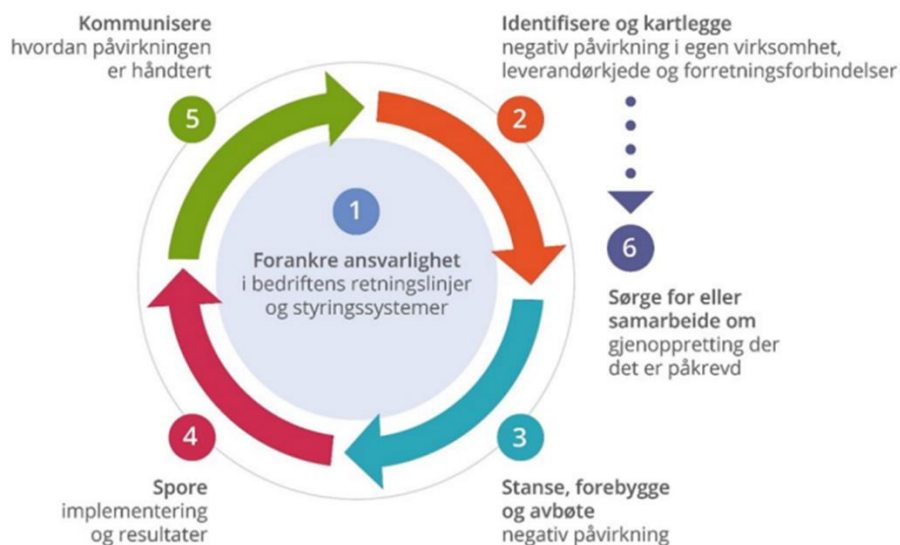 1
Forankre ansvarlighet
i bedriftens retningslinjer
og styringssystemer
2
Identifisere og kartlegge
negativ påvirkning i egen virksomhet,
leverandørkjede og forretningsforbindelser
3
Stanse, forebygge
og avbøte
negativ påvirkning
4
Spore
implementering
og resultater
5
Kommunisere
hvordan påvirkningen
er håndtert
6
Sørge for eller
samarbeide om
gjenoppretting der
det er påkrevd